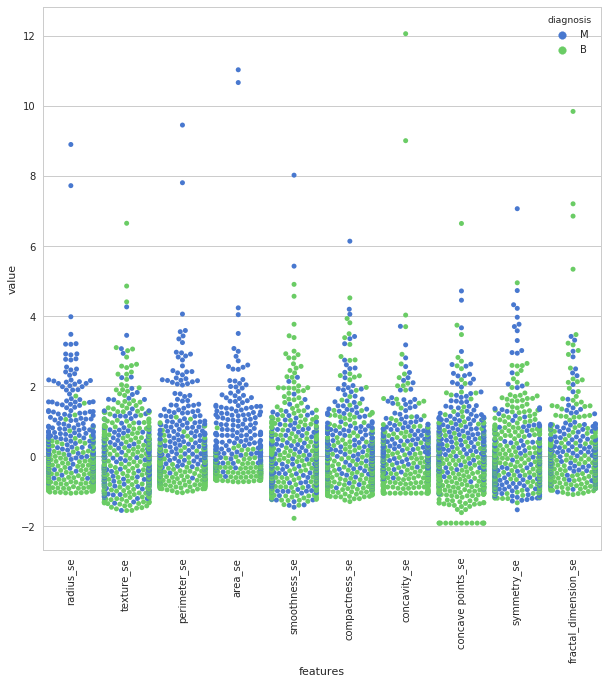 diagnosis
M
B
12
10
8
6
4
2
0
−2
value
radius_se
texture_se
perimeter_se
area_se
smoothness_se
compactness_se
concavity_se
concave points_se
symmetry_se
fractal_dimension_se
features